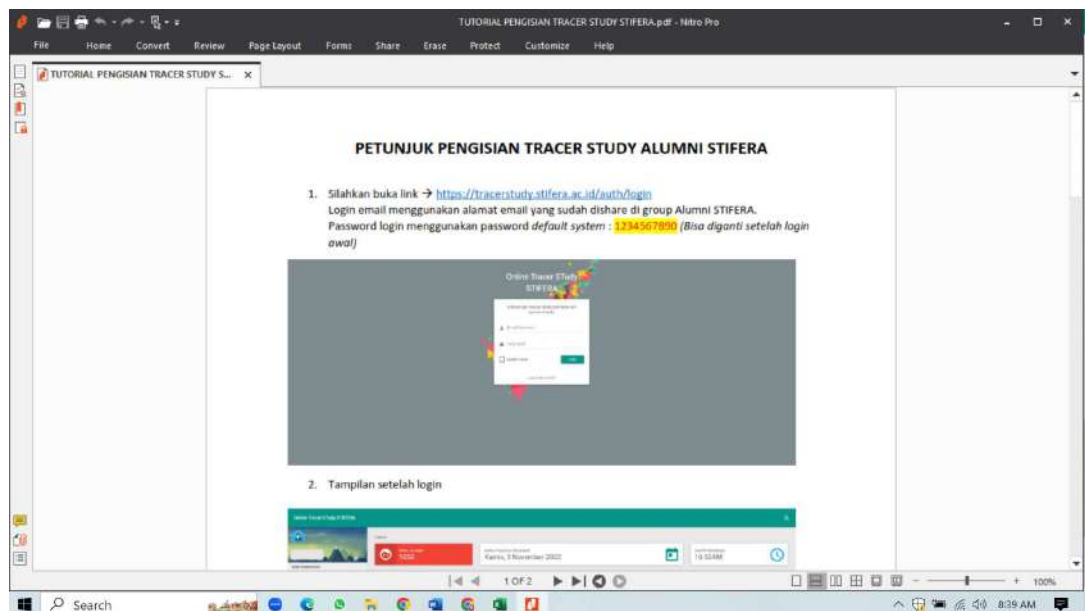 TUTORIAL PENGISIAN TRACER STUDY STIFERA.pdf - Nitro Pro
File Home Convert Review Page Layout Forms Share Erase Protect Customize Help
TUTORIAL PENGISIAN TRACER STUDY S...
PETUNJUK PENGISIAN TRACER STUDY ALUMNI STIFERA
1. Silahkan buka link → https://tracerstudy.stifera.ac.id/auth/login
Login email menggunakan alamat email yang sudah dishare di group Alumni STIFERA.
Password login menggunakan password default system : 1234567890 (Bisa diganti setelah login
awal)
Online Tracer STudy
STIFERA
2. Tampilan setelah login
Online Tracer STudy STIFERA
Kamis, 3 November 2022
1 OF 2
100%
Search
8:39 AM